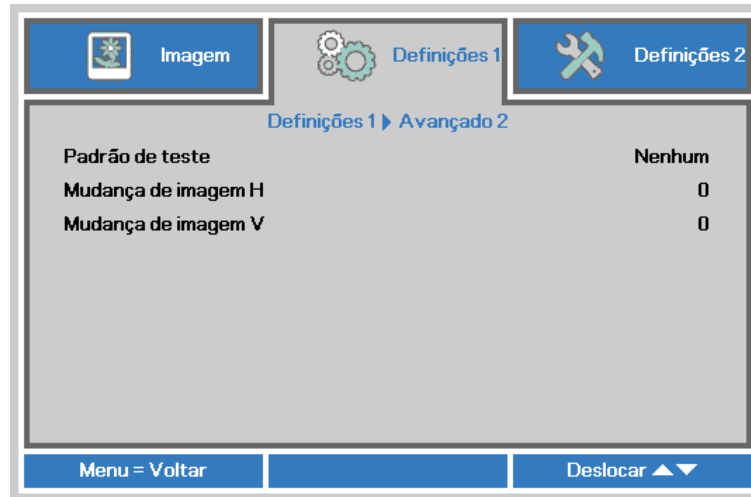 Imagem
Definições 1
Definições 2
Definições 1 Avançado 2
Padrão de teste Nenhum
Mudança de imagem H 0
Mudança de imagem V 0
Menu = Voltar Deslocar